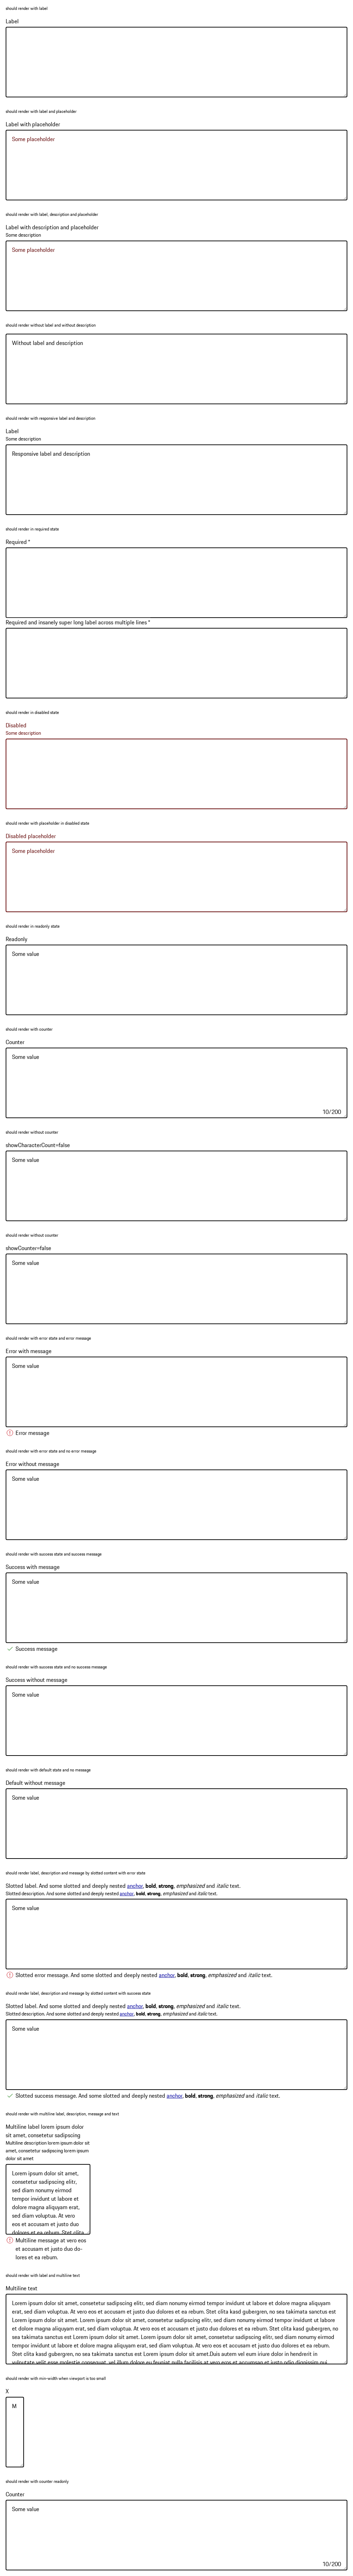 should render with label
Label
should render with label and placeholder
Label with placeholder
Some placeholder
should render with label, description and placeholder
Label with description and placeholder
Some description
Some placeholder
should render without label and without description
Without label and description
should render with responsive label and description
Label
Some description
Responsive label and description
should render in required state
Required *
Required and insanely super long label across multiple lines *
should render in disabled state
Disabled
Some description
should render with placeholder in disabled state
Disabled placeholder
Some placeholder
should render in readonly state
Readonly
Some value
should render with counter
Counter
Some value
10/200
should render without counter
showCharacterCount=false
Some value
should render without counter
showCounter=false
Some value
should render with error state and error message
Error with message
Some value
Error message
should render with error state and no error message
Error without message
Some value
should render with success state and success message
Success with message
Some value
Success message
should render with success state and no success message
Success without message
Some value
should render with default state and no message
Default without message
Some value
should render label, description and message by slotted content with error state
Slotted label. And some slotted and deeply nested anchor, bold, strong, emphasized and italic text.
Slotted description. And some slotted and deeply nested anchor, bold, strong, emphasized and italic text.
Some value
Slotted error message. And some slotted and deeply nested anchor, bold, strong, emphasized and italic text.
should render label, description and message by slotted content with success state
Slotted label. And some slotted and deeply nested anchor, bold, strong, emphasized and italic text.
Slotted description. And some slotted and deeply nested anchor, bold, strong, emphasized and italic text.
Some value
Slotted success message. And some slotted and deeply nested anchor, bold, strong, emphasized and italic text.
should render with multiline label, description, message and text
Multiline label lorem ipsum dolor
sit amet, consetetur sadipscing
Multiline description lorem ipsum dolor sit
amet, consetetur sadipscing lorem ipsum
dolor sit amet
Lorem ipsum dolor sit amet,
consetetur sadipscing elitr,
sed diam nonumy eirmod
tempor invidunt ut labore et
dolore magna aliquyam erat,
sed diam voluptua. At vero
eos et accusam et justo duo
dolores et ea rebum. Stet clita
Multiline message at vero eos
et accusam et justo duo do-
lores et ea rebum.
should render with label and multiline text
Multiline text
Lorem ipsum dolor sit amet, consetetur sadipscing elitr, sed diam nonumy eirmod tempor invidunt ut labore et dolore magna aliquyam
erat, sed diam voluptua. At vero eos et accusam et justo duo dolores et ea rebum. Stet clita kasd gubergren, no sea takimata sanctus est
Lorem ipsum dolor sit amet. Lorem ipsum dolor sit amet, consetetur sadipscing elitr, sed diam nonumy eirmod tempor invidunt ut labore et
dolore magna aliquyam erat, sed diam voluptua. At vero eos et accusam et justo duo dolores et ea rebum. Stet clita kasd gubergren, no
sea takimata sanctus est Lorem ipsum dolor sit amet. Lorem ipsum dolor sit amet, consetetur sadipscing elitr, sed diam nonumy eirmod
tempor invidunt ut labore et dolore magna aliquyam erat, sed diam voluptua. At vero eos et accusam et justo duo dolores et ea rebum.
Stet clita kasd gubergren, no sea takimata sanctus est Lorem ipsum dolor sit amet.Duis autem vel eum iriure dolor in hendrerit in
vulputate velit esse molestie consequat, vel illum dolore eu feugiat nulla facilisis at vero eros et accumsan et iusto odio dignissim qui
should render with min-width when viewport is too small
X
M
should render with counter readonly
Counter
Some value
10/200